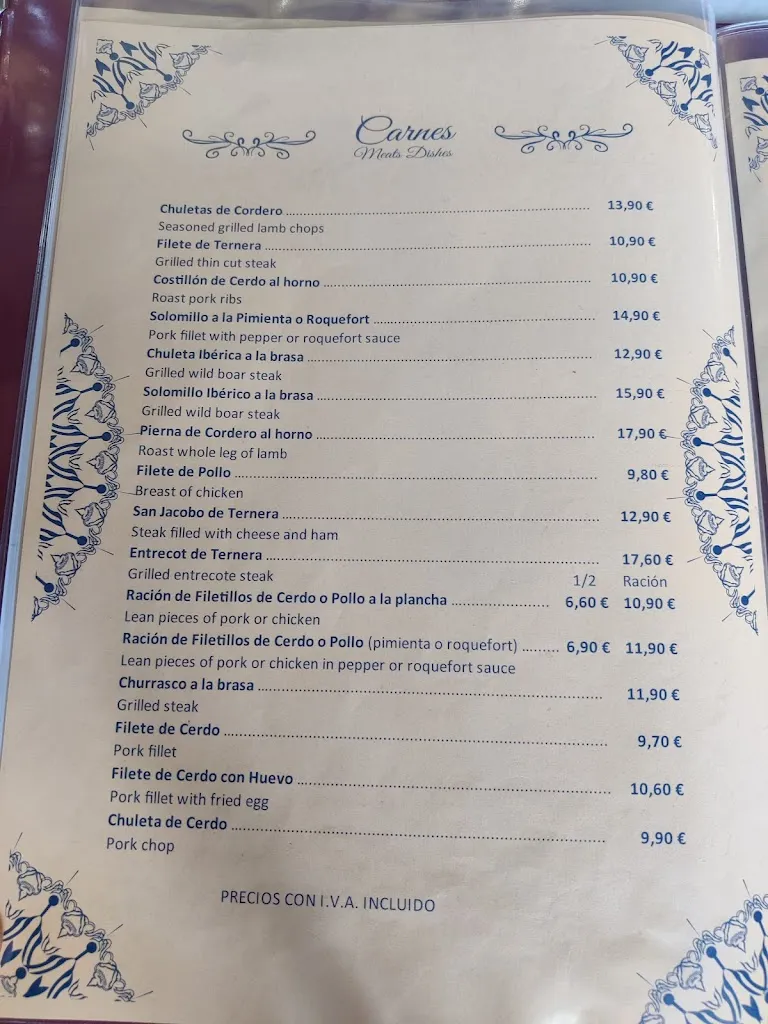 Carnes
Meats Dishes
Chuletas de Cordero ........ 13,90 €
Seasoned grilled lamb chops
Filete de Ternera ........ 10,90 €
Grilled thin cut steak
Costillón de Cerdo al horno ........ 10,90 €
Roast pork ribs
Solomillo a la Pimienta o Roquefort ........ 14,90 €
Pork fillet with pepper or roquefort sauce
Chuleta Ibérica a la brasa ........ 12,90 €
Grilled wild boar steak
Solomillo Ibérico a la brasa ........ 15,90 €
Grilled wild boar steak
Pierna de Cordero al horno ........ 17,90 €
Roast whole leg of lamb
Filete de Pollo ........ 9,80 €
Breast of chicken
San Jacobo de Ternera ........ 12,90 €
Steak filled with cheese and ham
Entrecot de Ternera ........ 17,60 €
Grilled entrecote steak 1/2 Ración
Ración de Filetillos de Cerdo o Pollo a la plancha ........ 6,60 € 10,90 €
Lean pieces of pork or chicken
Ración de Filetillos de Cerdo o Pollo (pimienta o roquefort) ........ 6,90 € 11,90 €
Lean pieces of pork or chicken in pepper or roquefort sauce
Churrasco a la brasa ........ 11,90 €
Grilled steak
Filete de Cerdo ........ 9,70 €
Pork fillet
Filete de Cerdo con Huevo ........ 10,60 €
Pork fillet with fried egg
Chuleta de Cerdo ........ 9,90 €
Pork chop
PRECIOS CON I.V.A. INCLUIDO